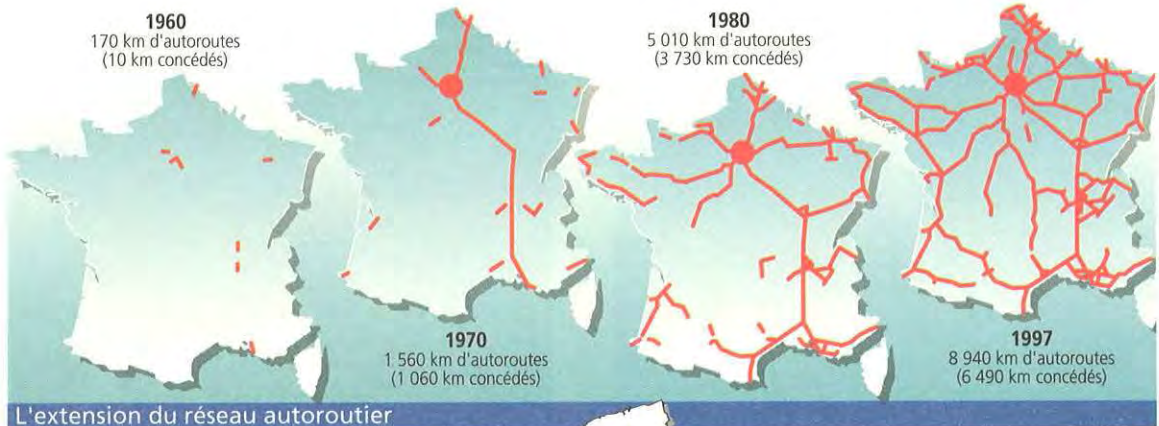 1960
170 km d'autoroutes
(10 km concédés)
1970
1 560 km d'autoroutes
(1 060 km concédés)
1980
5 010 km d'autoroutes
(3 730 km concédés)
1997
8 940 km d'autoroutes
(6 490 km concédés)
L'extension du réseau autoroutier